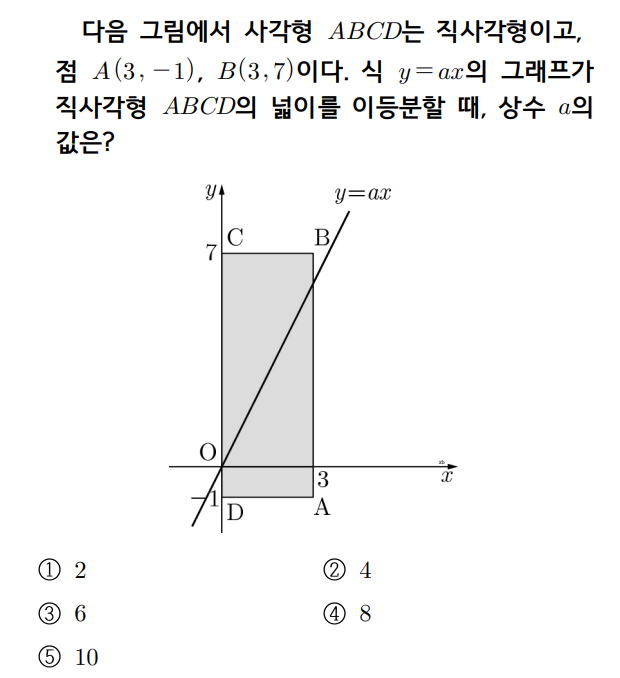 다음 그림에서 사각형 ABCD는 직사각형이고,
점 A(3, −1), B(3, 7)이다. 식 y=ax의 그래프가
직사각형 ABCD의 넓이를 이등분할 때, 상수 a의
값은?
y y=ax
C B
7
O
3 x
−1 D A
① 2 ② 4
③ 6 ④ 8
⑤ 10